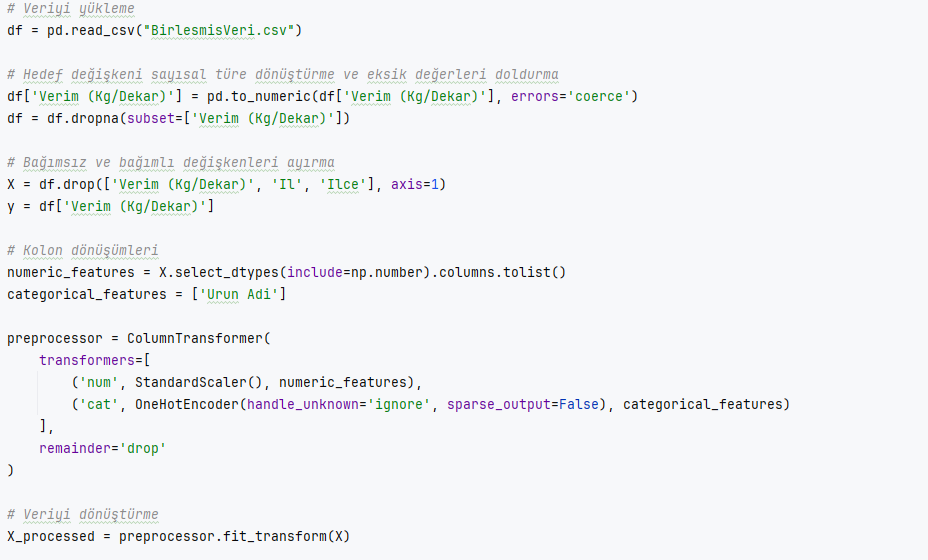 # Veriyi yükleme
df = pd.read_csv("BirlesmisVeri.csv")
# Hedef değişkeni sayısal türe dönüştürme ve eksik değerleri doldurma
df['Verim (Kg/Dekar)'] = pd.to_numeric(df['Verim (Kg/Dekar)'], errors='coerce')
df = df.dropna(subset=['Verim (Kg/Dekar)'])
# Bağımsız ve bağımlı değişkenleri ayırma
X = df.drop(['Verim (Kg/Dekar)', 'Il', 'Ilce'], axis=1)
y = df['Verim (Kg/Dekar)']
# Kolon dönüşümleri
numeric_features = X.select_dtypes(include=np.number).columns.tolist()
categorical_features = ['Urun Adi']
preprocessor = ColumnTransformer(
    transformers=[
        ('num', StandardScaler(), numeric_features),
        ('cat', OneHotEncoder(handle_unknown='ignore', sparse_output=False), categorical_features)
    ],
    remainder='drop'
)
# Veriyi dönüştürme
X_processed = preprocessor.fit_transform(X)